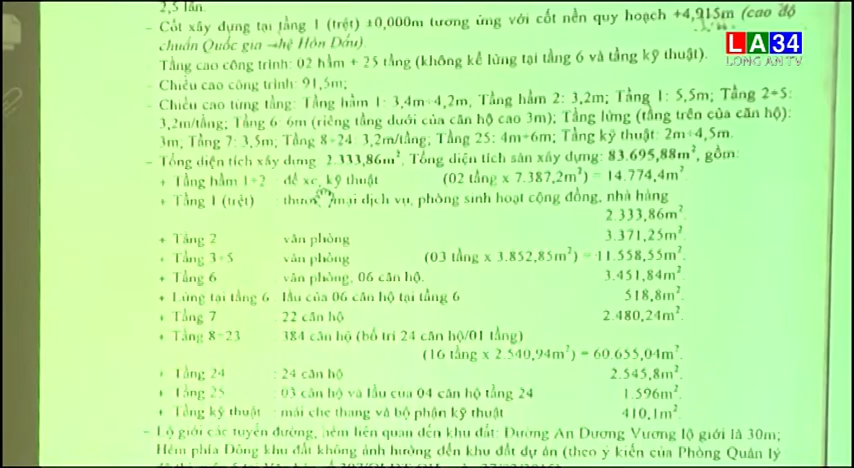 2,5 lần.
- Cốt xây dựng tại tầng 1 (trệt) ±0,000m tương ứng với cốt nền quy hoạch +4,915m (cao độ
chuẩn Quốc gia hệ Hòn Dấu).
Tầng cao công trình: 02 hầm + 25 tầng (không kể lửng tại tầng 6 và tầng kỹ thuật).
- Chiều cao công trình: 91,5m;
- Chiều cao từng tầng: Tầng hầm 1: 3,4m÷4,2m, Tầng hầm 2: 3,2m; Tầng 1: 5,5m; Tầng 2÷5:
3,2m/tầng; Tầng 6: 6m (riêng tầng dưới của căn hộ cao 3m); Tầng lửng (tầng trên của căn hộ):
3m, Tầng 7: 3,5m; Tầng 8÷24: 3,2m/tầng; Tầng 25: 4m÷6m; Tầng kỹ thuật: 2m÷4,5m.
- Tổng diện tích xây dựng: 2.333,86m², Tổng diện tích sàn xây dựng: 83.695,88m², gồm:
+ Tầng hầm 1÷2 : để xe, kỹ thuật (02 tầng x 7.387,2m²) = 14.774,4m².
+ Tầng 1 (trệt) : thương mại dịch vụ, phòng sinh hoạt cộng đồng, nhà hàng
2.333,86m².
+ Tầng 2 : văn phòng 3.371,25m².
+ Tầng 3÷5 : văn phòng (03 tầng x 3.852,85m²) = 11.558,55m².
+ Tầng 6 : văn phòng, 06 căn hộ. 3.451,84m².
+ Lửng tại tầng 6 : lầu của 06 căn hộ tại tầng 6 518,8m².
+ Tầng 7 : 22 căn hộ 2.480,24m².
+ Tầng 8÷23 : 384 căn hộ (bố trí 24 căn hộ/01 tầng)
(16 tầng x 2.540,94m²) = 60.655,04m².
+ Tầng 24 : 24 căn hộ 2.545,8m².
+ Tầng 25 : 03 căn hộ và lầu của 04 căn hộ tầng 24 1.596m².
+ Tầng kỹ thuật : mái che thang và bộ phận kỹ thuật 410,1m².
- Lộ giới các tuyến đường, hẻm liên quan đến khu đất: Đường An Dương Vương lộ giới là 30m;
Hẻm phía Đông khu đất không ảnh hưởng đến khu đất dự án (theo ý kiến của Phòng Quản lý
LA34
LONG AN TV